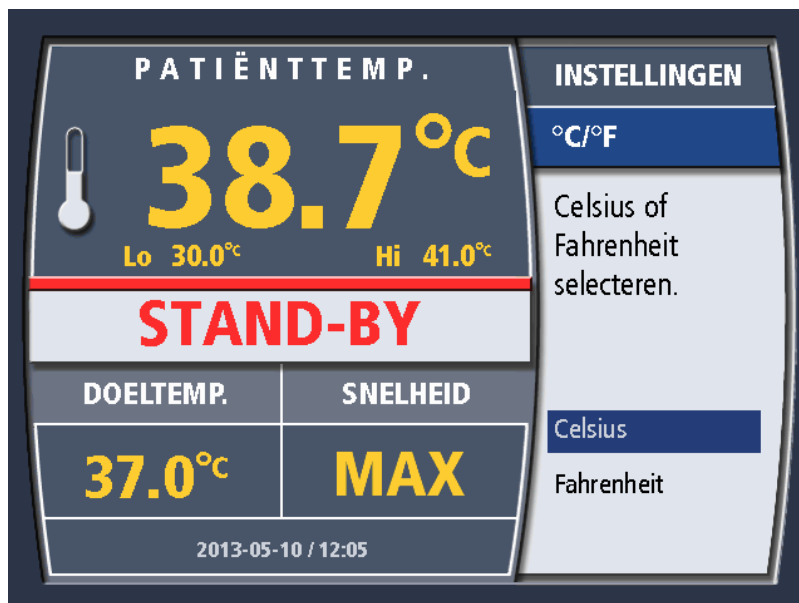 PATIËNTTEMP.
38.7°C
Lo 30.0°C Hi 41.0°C
STAND-BY
DOELTEMP. SNELHEID
37.0°C MAX
2013-05-10 / 12:05
INSTELLINGEN
°C/°F
Celsius of
Fahrenheit
selecteren.
Celsius
Fahrenheit